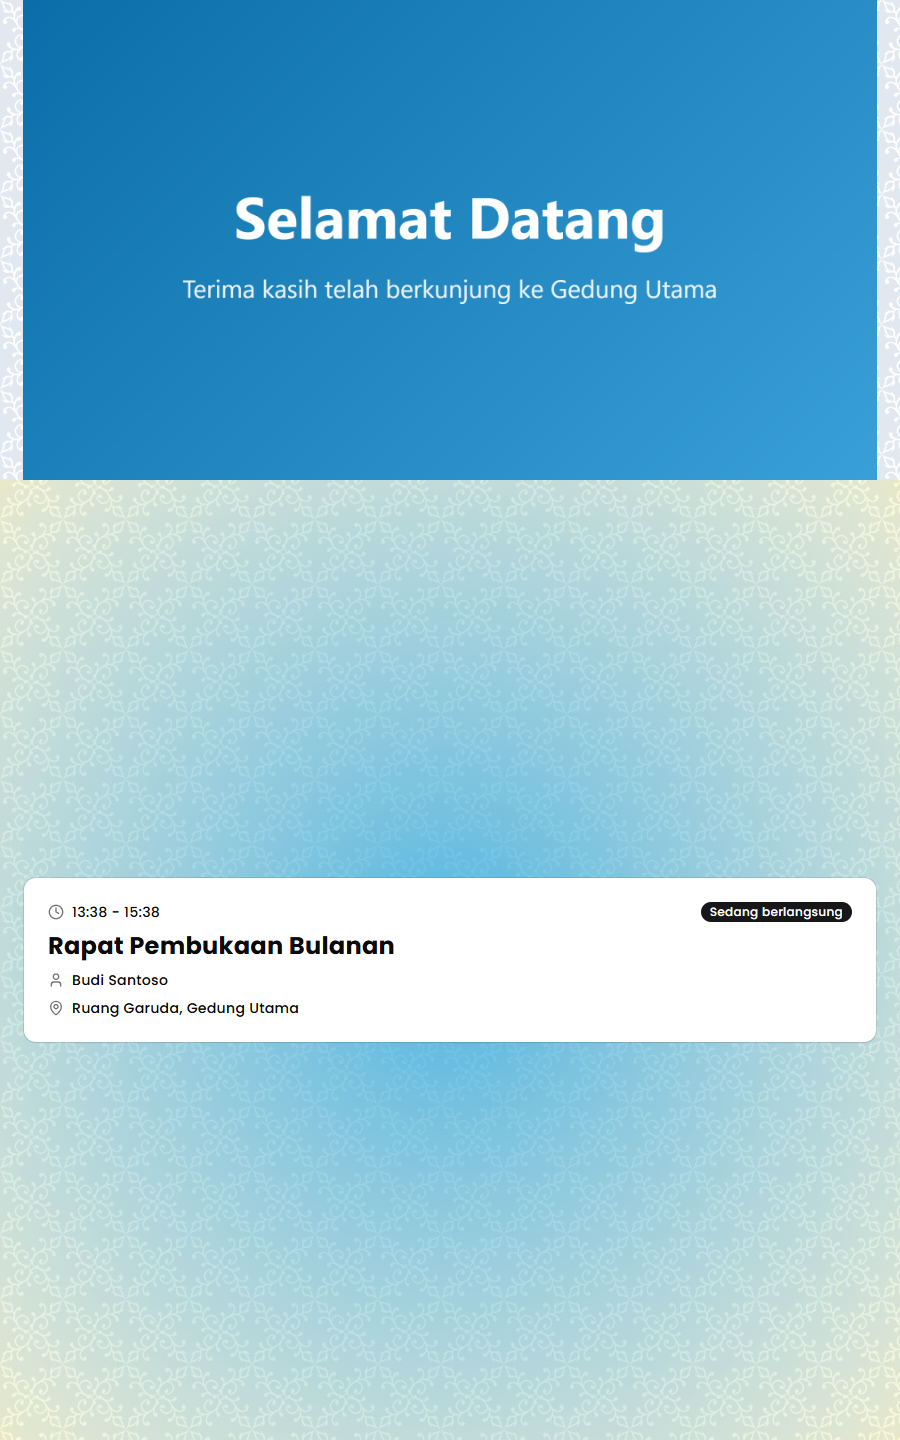 Selamat Datang
Terima kasih telah berkunjung ke Gedung Utama
13:38 - 15:38
Sedang berlangsung
Rapat Pembukaan Bulanan
Budi Santoso
Ruang Garuda, Gedung Utama